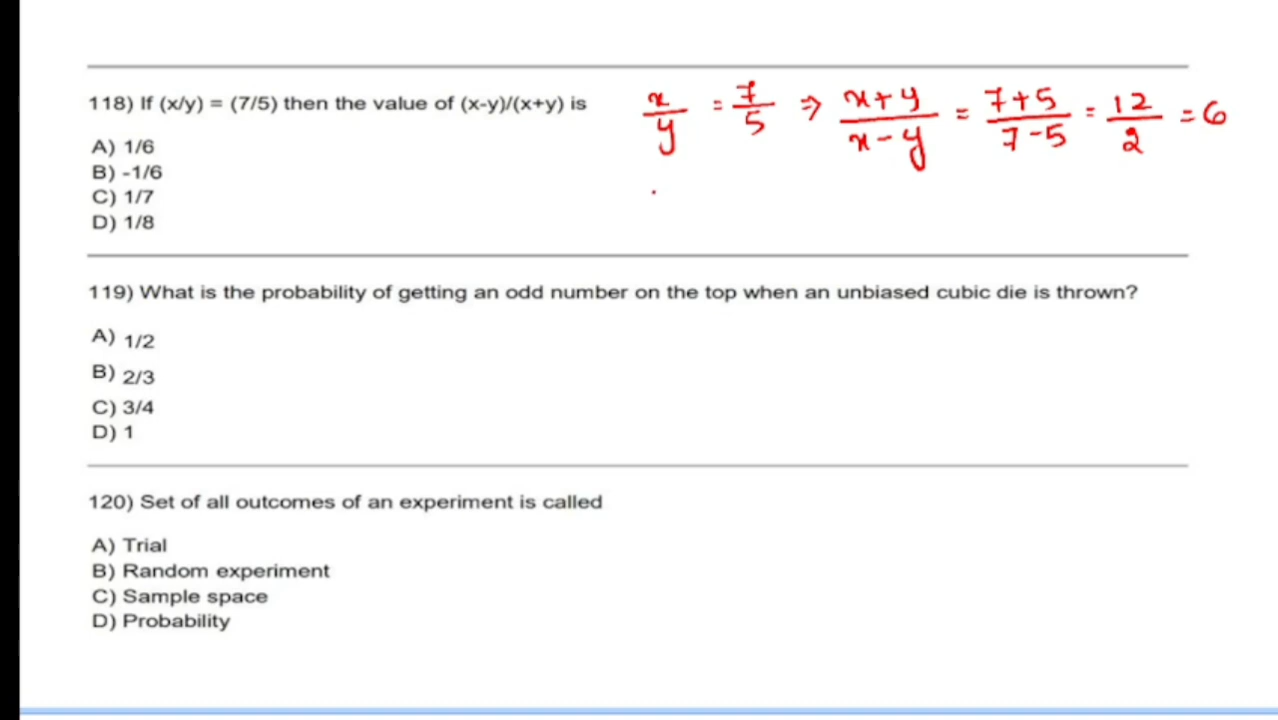 118) If (x/y) = (7/5) then the value of (x-y)/(x+y) is
x/y = 7/5 ⇒ x+y/x-y = 7+5/7-5 = 12/2 = 6
A) 1/6
B) -1/6
C) 1/7
D) 1/8
119) What is the probability of getting an odd number on the top when an unbiased cubic die is thrown?
A) 1/2
B) 2/3
C) 3/4
D) 1
120) Set of all outcomes of an experiment is called
A) Trial
B) Random experiment
C) Sample space
D) Probability